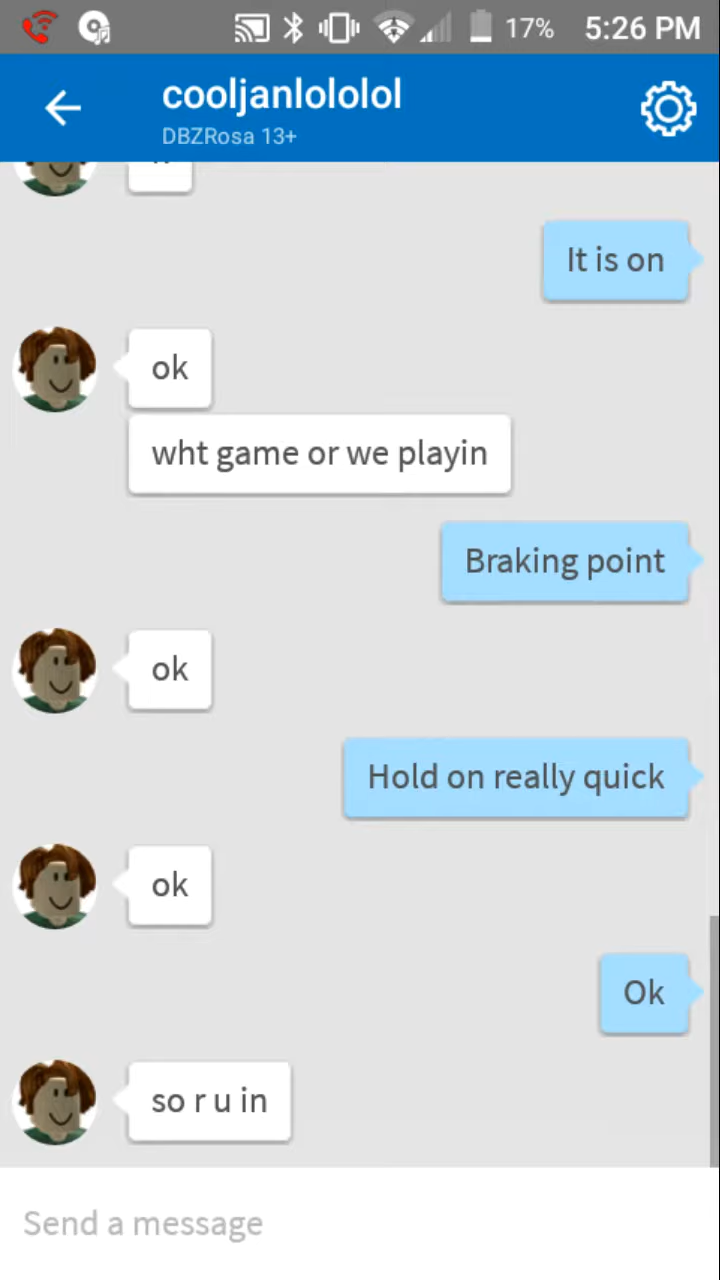 17% 5:26 PM
cooljanlololol
DBZRosa 13+
It is on
ok
wht game or we playin
Braking point
ok
Hold on really quick
ok
Ok
so r u in
Send a message